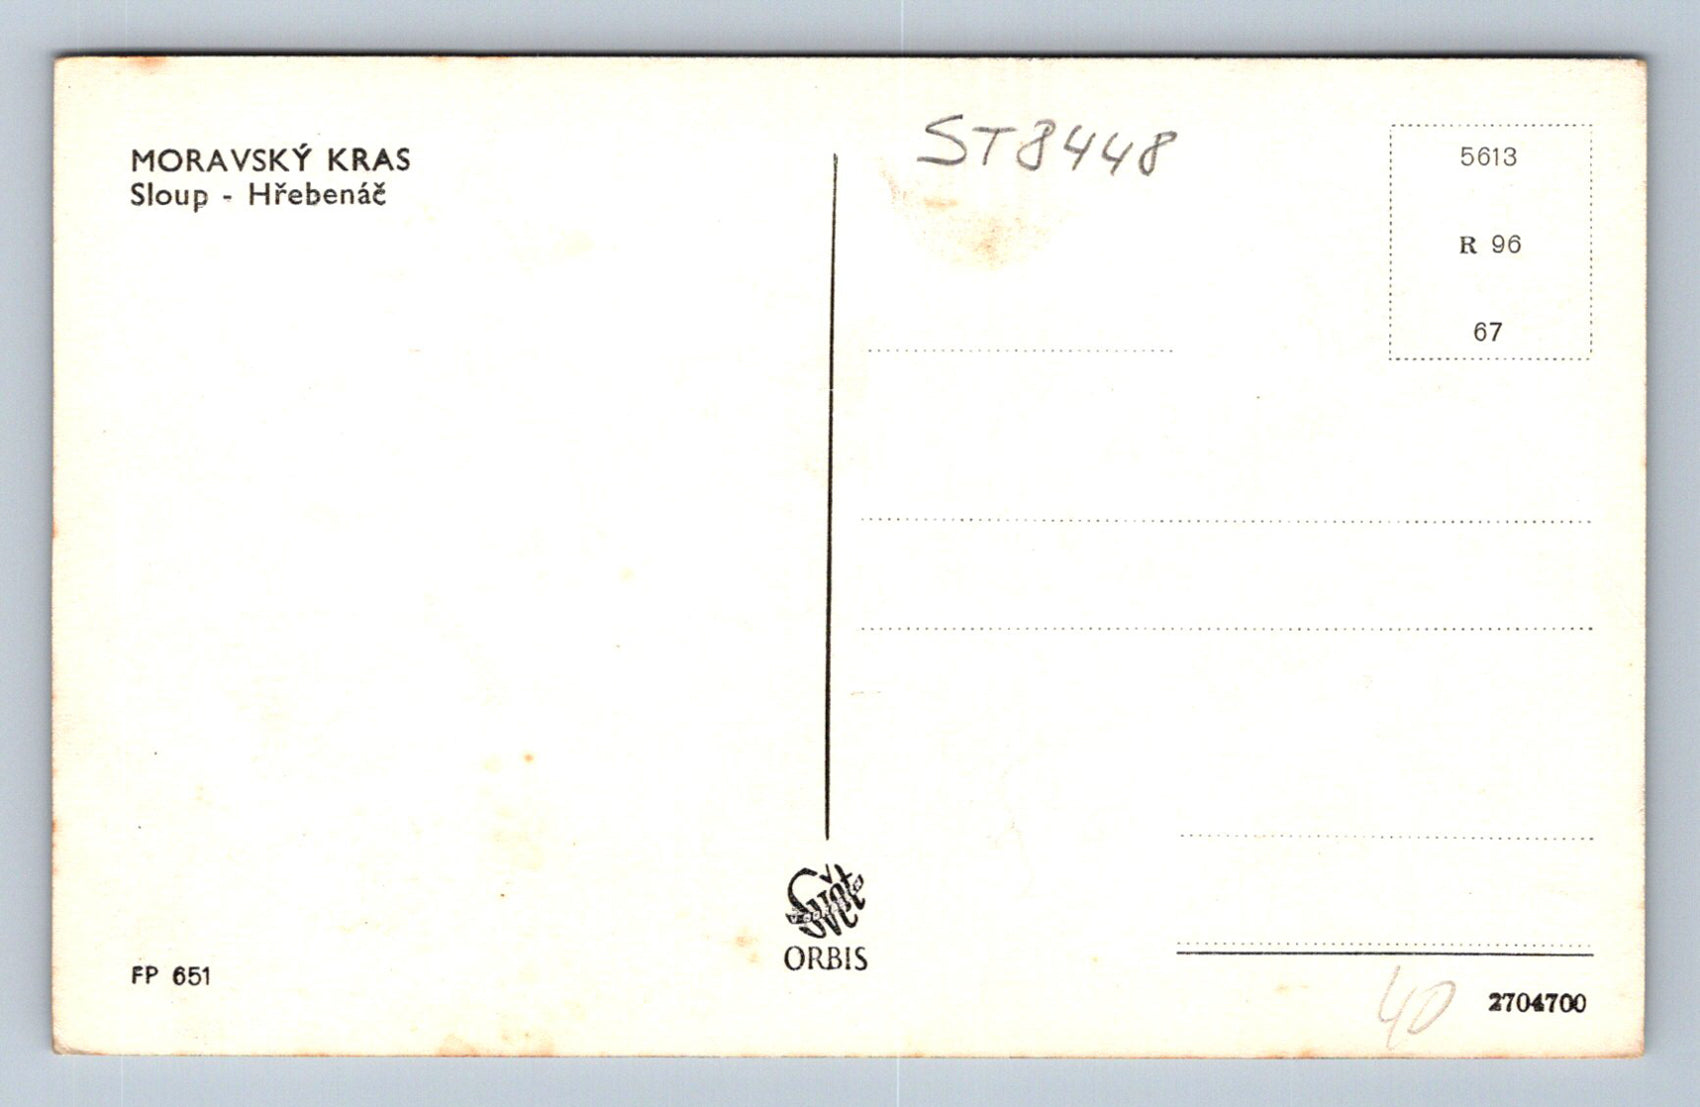 MORAVSKÝ KRAS
Sloup - Hřebenáč
ST8448
5613
R 96
67
Svět
ORBIS
FP 651
40
2704700